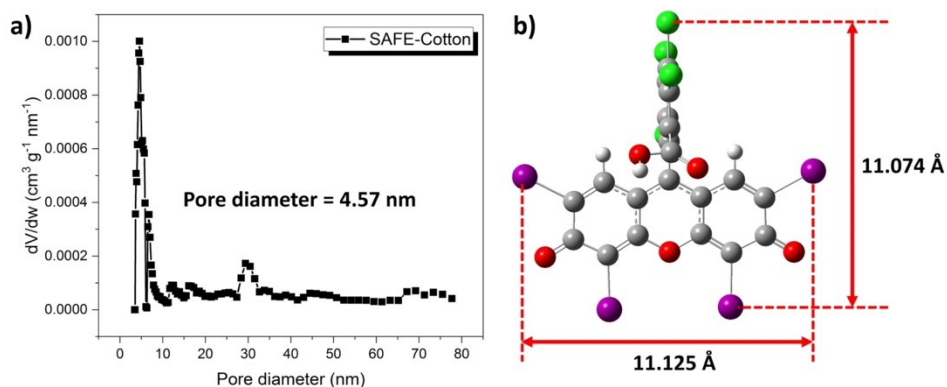 a)
SAFE-Cotton
Pore diameter = 4.57 nm
dV/dw (cm³ g⁻¹ nm⁻¹)
0.0010
0.0008
0.0006
0.0004
0.0002
0.0000
0 10 20 30 40 50 60 70 80
Pore diameter (nm)
b)
11.074 Å
11.125 Å